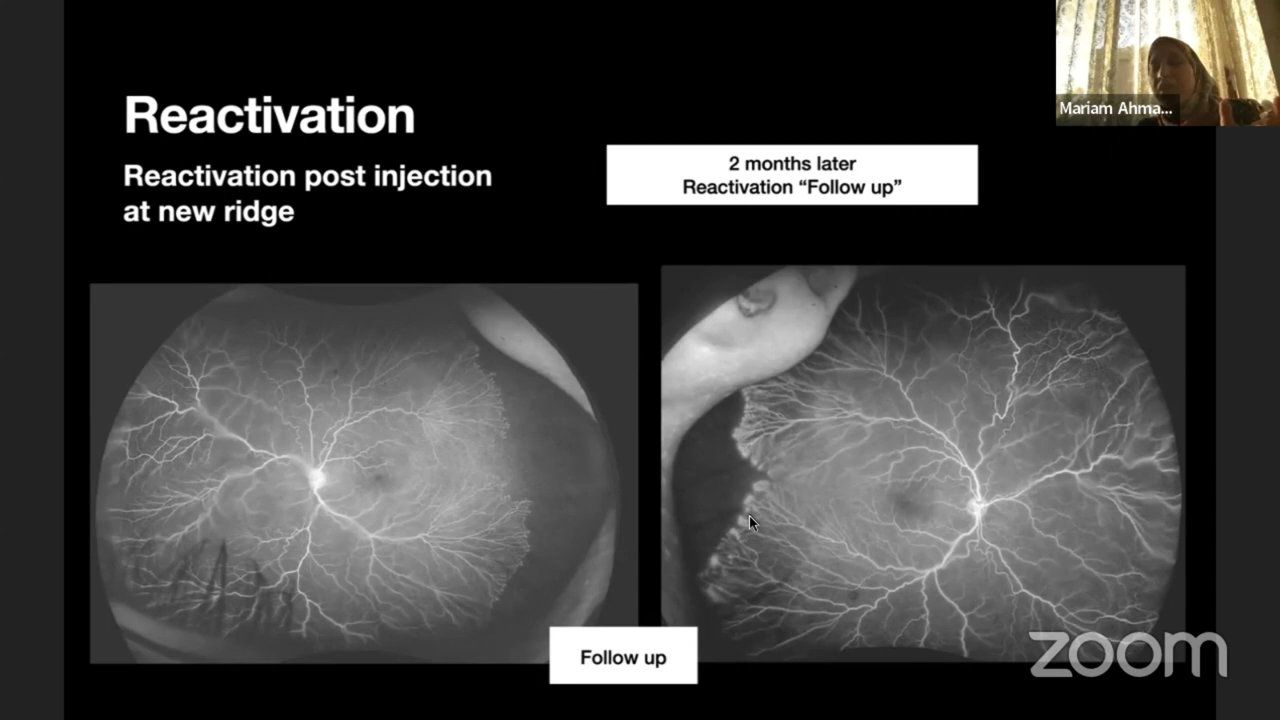 Reactivation
Reactivation post injection
at new ridge
2 months later
Reactivation “Follow up”
Mariam Ahma...
Follow up
zoom